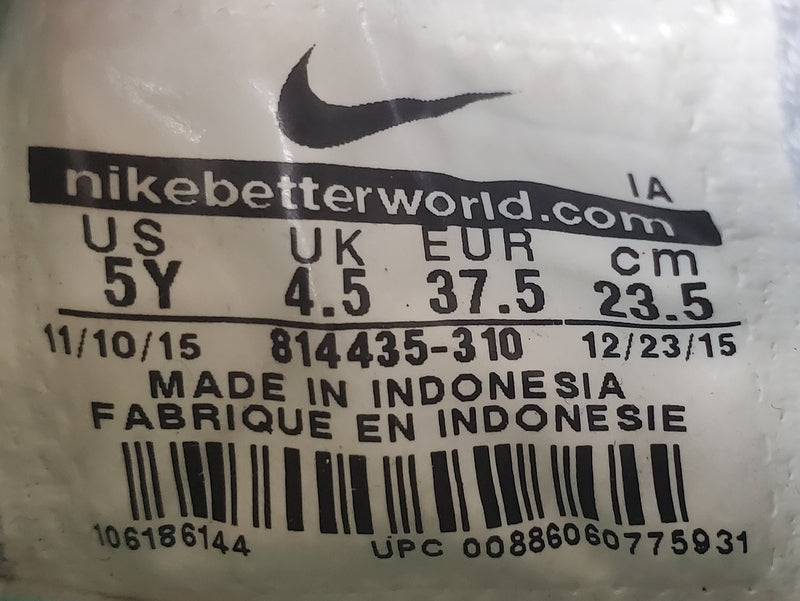 IA
nikebetterworld.com
US UK EUR cm
5Y 4.5 37.5 23.5
11/10/15 814435-310 12/23/15
MADE IN INDONESIA
FABRIQUE EN INDONESIE
106186144 UPC 00886060775931